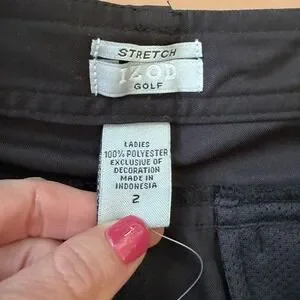 STRETCH
IZOD
GOLF
LADIES
100% POLYESTER
EXCLUSIVE OF
DECORATION
MADE IN
INDONESIA
2